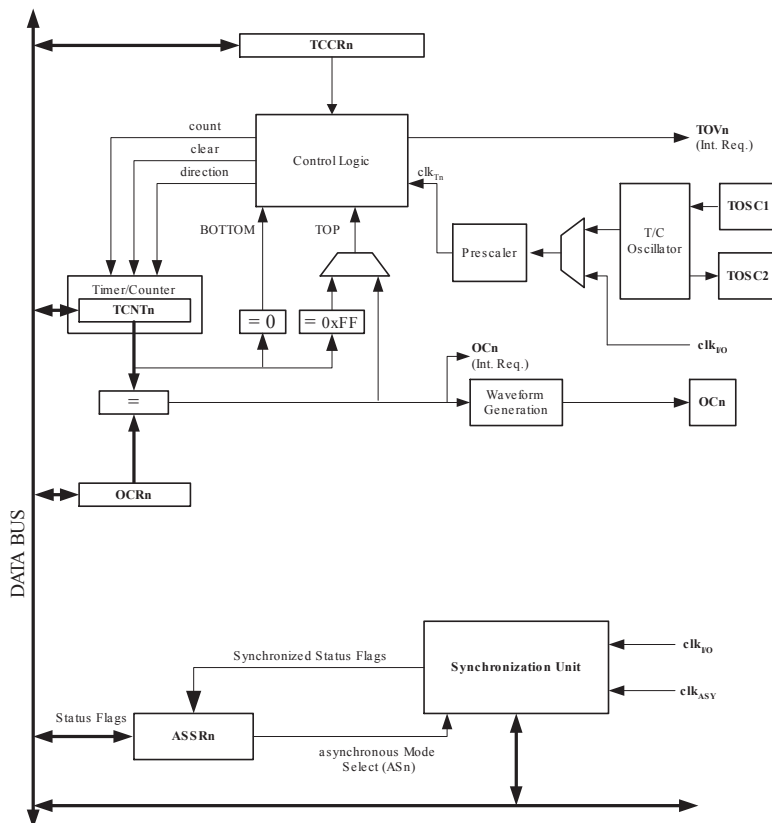 TCCRn
count
clear
direction
Control Logic
TOVn
(Int. Req.)
clkTn
BOTTOM
TOP
Prescaler
T/C
Oscillator
TOSC1
TOSC2
Timer/Counter
TCNTn
= 0
= 0xFF
OCn
(Int. Req.)
clkI/O
=
Waveform
Generation
OCn
OCRn
DATA BUS
Synchronized Status Flags
Synchronization Unit
clkI/O
clkASY
Status Flags
ASSRn
asynchronous Mode
Select (ASn)